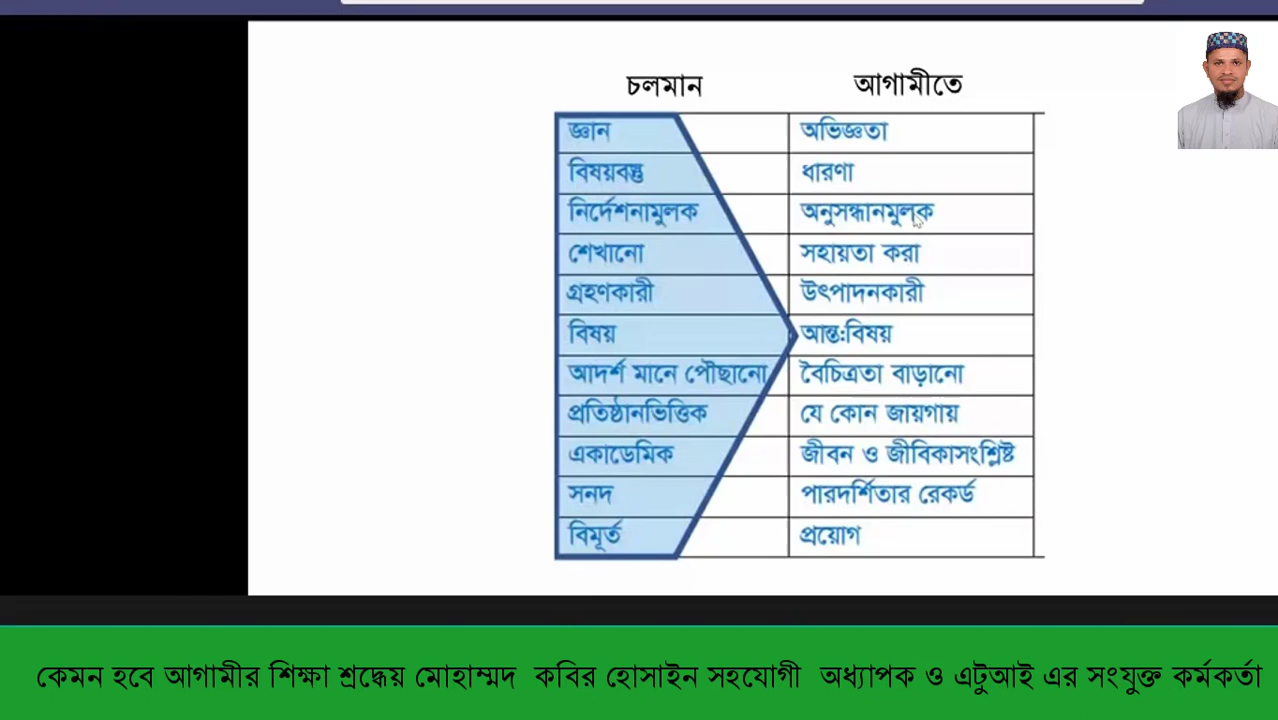 চলমান আগামীতে
জ্ঞান অভিজ্ঞতা
বিষয়বস্তু ধারণা
নির্দেশনামুলক অনুসন্ধানমুলক
শেখানো সহায়তা করা
গ্রহণকারী উৎপাদনকারী
বিষয় আন্ত:বিষয়
আদর্শ মানে পৌছানো বৈচিত্রতা বাড়ানো
প্রতিষ্ঠানভিত্তিক যে কোন জায়গায়
একাডেমিক জীবন ও জীবিকাসংশ্লিষ্ট
সনদ পারদর্শিতার রেকর্ড
বিমূর্ত প্রয়োগ
কেমন হবে আগামীর শিক্ষা শ্রদ্ধেয় মোহাম্মদ কবির হোসাইন সহযোগী অধ্যাপক ও এটুআই এর সংযুক্ত কর্মকর্তা